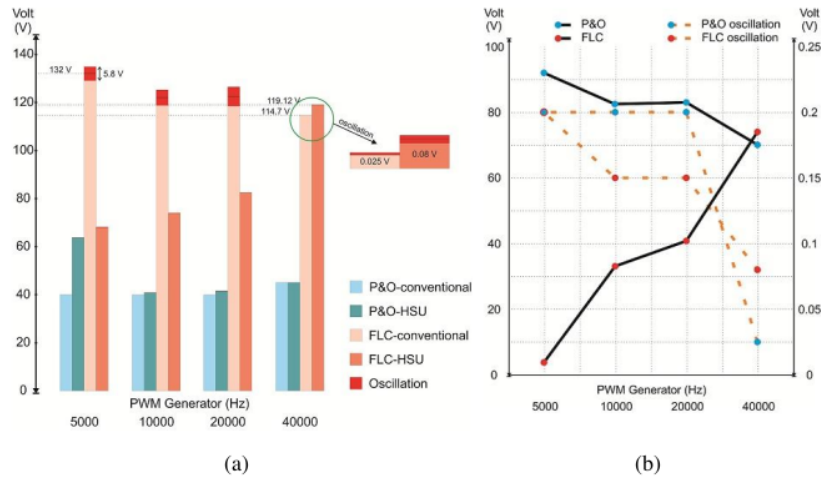 Volt
(V)
140
120
100
80
60
40
20
0
132 V
5.8 V
119.12 V
114.7 V
oscillation
0.025 V
0.08 V
P&O-conventional
P&O-HSU
FLC-conventional
FLC-HSU
Oscillation
PWM Generator (Hz)
5000 10000 20000 40000
(a)
Volt
(V)
P&O
FLC
P&O oscillation
FLC oscillation
Volt
(V)
100
80
60
40
20
0
0.25
0.2
0.15
0.1
0.05
0
PWM Generator (Hz)
5000 10000 20000 40000
(b)